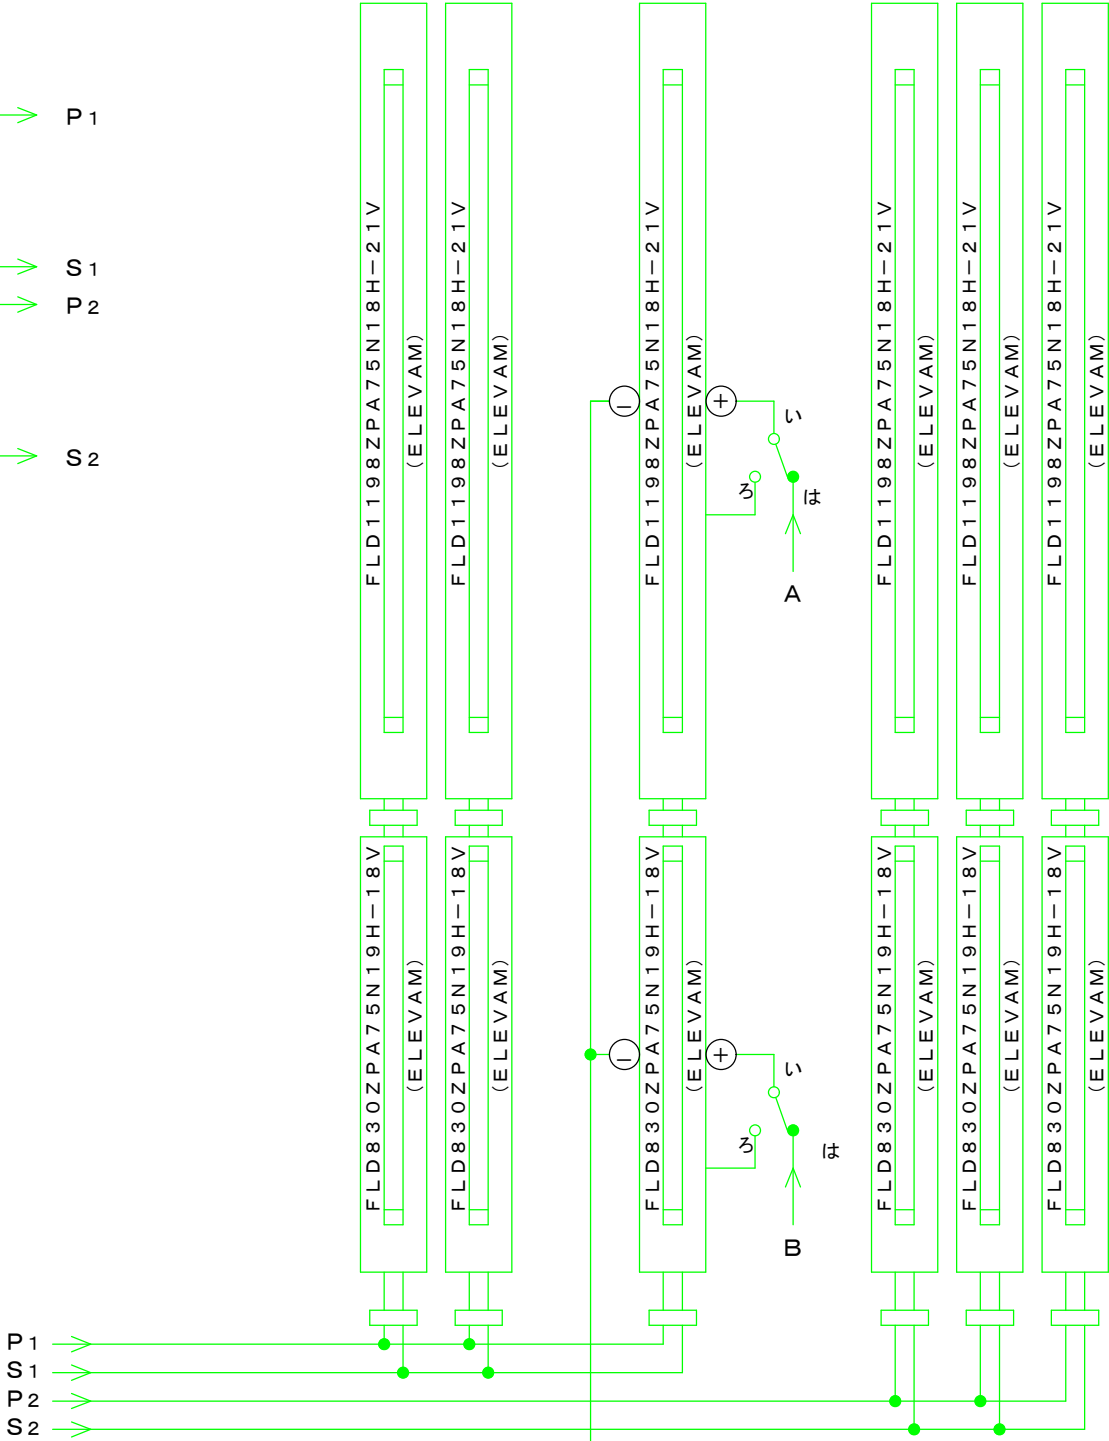 P1
S1
P2
S2
FLD1198ZPA75N18H-21V
(ELEVAM)
FLD1198ZPA75N18H-21V
(ELEVAM)
FLD1198ZPA75N18H-21V
(ELEVAM)
FLD1198ZPA75N18H-21V
(ELEVAM)
FLD1198ZPA75N18H-21V
(ELEVAM)
FLD1198ZPA75N18H-21V
(ELEVAM)
− +
い
ろ
は
A
FLD830ZPA75N19H-18V
(ELEVAM)
FLD830ZPA75N19H-18V
(ELEVAM)
FLD830ZPA75N19H-18V
(ELEVAM)
FLD830ZPA75N19H-18V
(ELEVAM)
FLD830ZPA75N19H-18V
(ELEVAM)
FLD830ZPA75N19H-18V
(ELEVAM)
− +
い
ろ
は
B
P1
S1
P2
S2